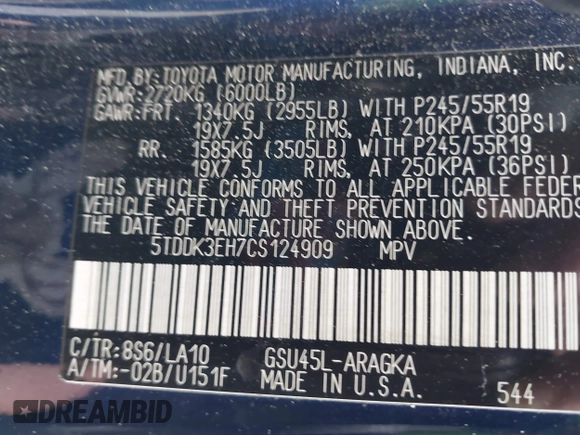 MFD.BY:TOYOTA MOTOR MANUFACTURING, INDIANA, INC.
GVWR:2720KG (6000LB)
GAWR:FRT. 1340KG (2955LB) WITH P245/55R19
19X7.5J RIMS, AT 210KPA (30PSI)
RR. 1585KG (3505LB) WITH P245/55R19
19X7.5J RIMS, AT 250KPA (36PSI)
THIS VEHICLE CONFORMS TO ALL APPLICABLE FEDER
VEHICLE SAFETY AND THEFT PREVENTION STANDARDS
THE DATE OF MANUFACTURE SHOWN ABOVE.
5TDDK3EH7CS124909 MPV
C/TR:8S6/LA10 GSU45L-ARAGKA
A/TM:-02B/U151F MADE IN U.S.A. 544
DREAMBID